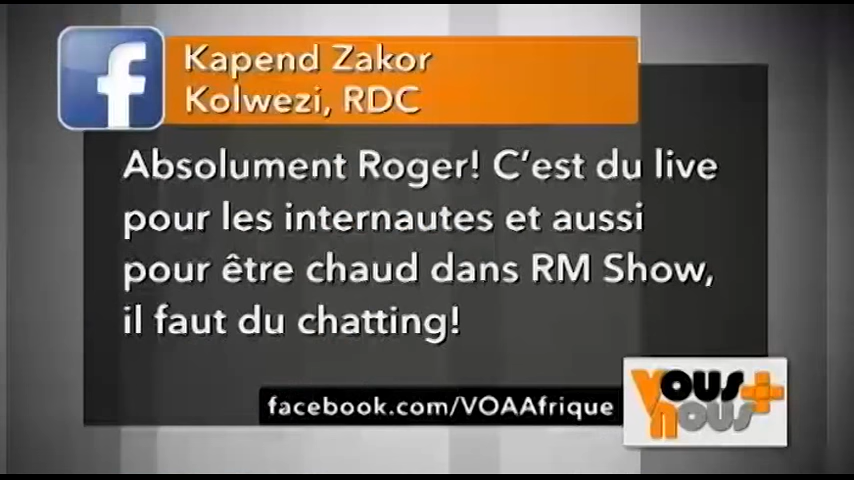 f
Kapend Zakor
Kolwezi, RDC
Absolument Roger! C'est du live
pour les internautes et aussi
pour être chaud dans RM Show,
il faut du chatting!
facebook.com/VOAAfrique
VOUS+
nous